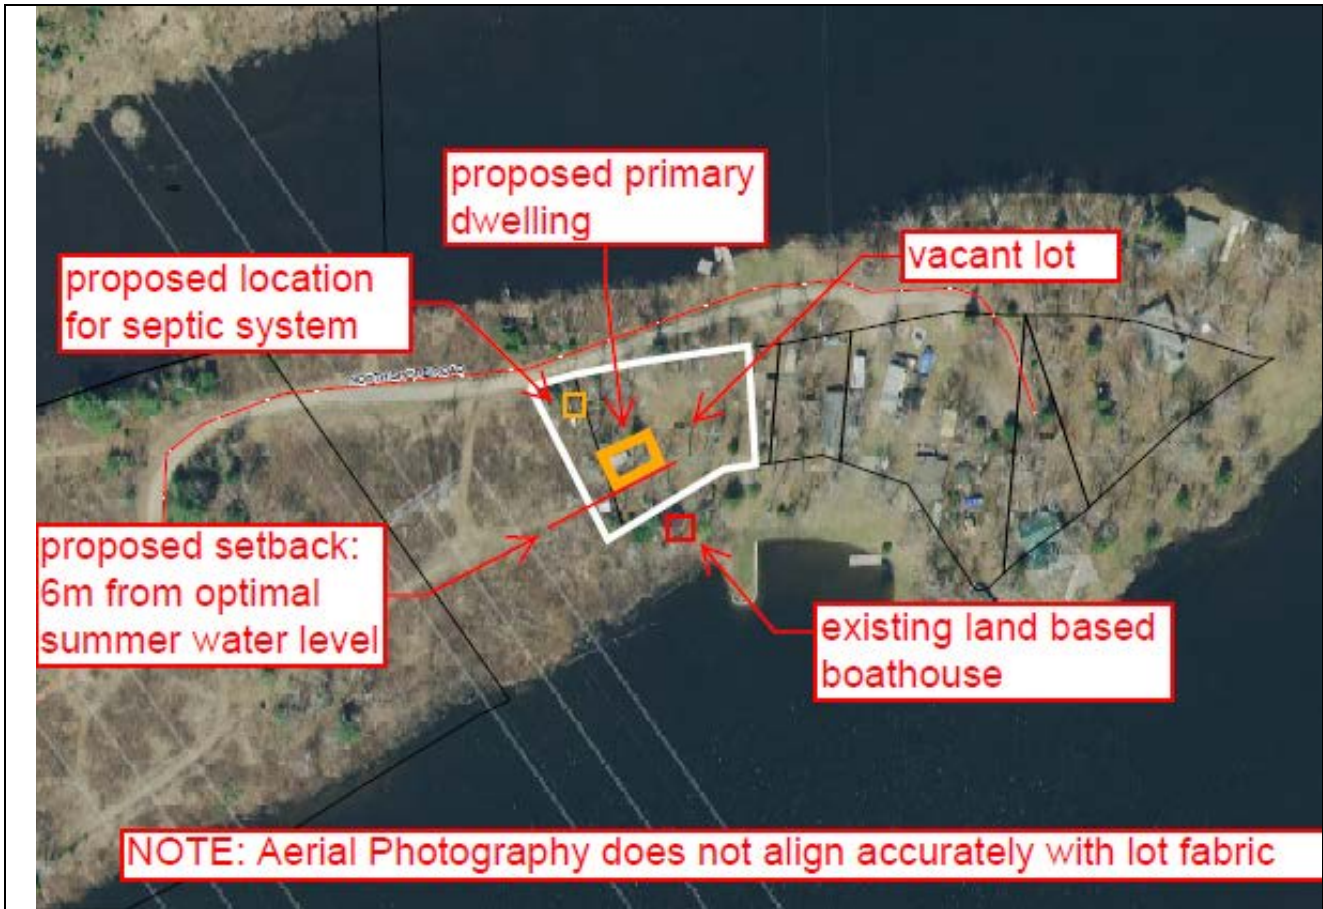 proposed primary
dwelling
vacant lot
proposed location
for septic system
proposed setback:
6m from optimal
summer water level
existing land based
boathouse
NOTE: Aerial Photography does not align accurately with lot fabric